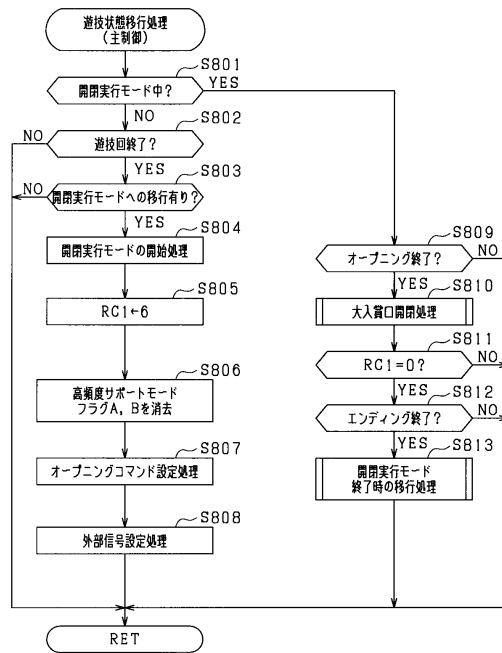 遊技状態移行処理
(主制御)
S801
開閉実行モード中?
YES
NO
S802
遊技回終了?
NO
YES
S803
開閉実行モードへの移行有り?
NO
YES
S804
開閉実行モードの開始処理
S805
RC1←6
S806
高頻度サポートモード
フラグA, Bを消去
S807
オープニングコマンド設定処理
S808
外部信号設定処理
S809
オープニング終了?
NO
YES
S810
大入賞口開閉処理
S811
RC1=0?
NO
YES
S812
エンディング終了?
NO
YES
S813
開閉実行モード
終了時の移行処理
RET